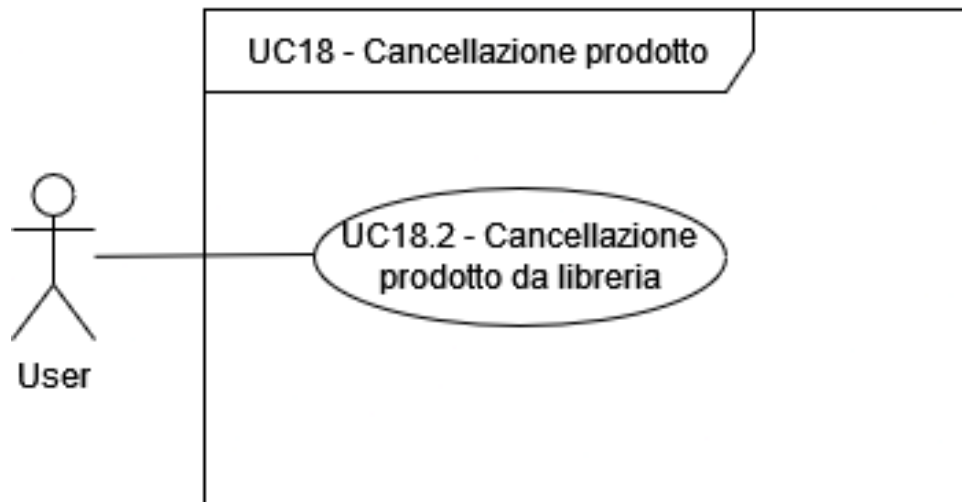 UC18 - Cancellazione prodotto
UC18.2 - Cancellazione
prodotto da libreria
User